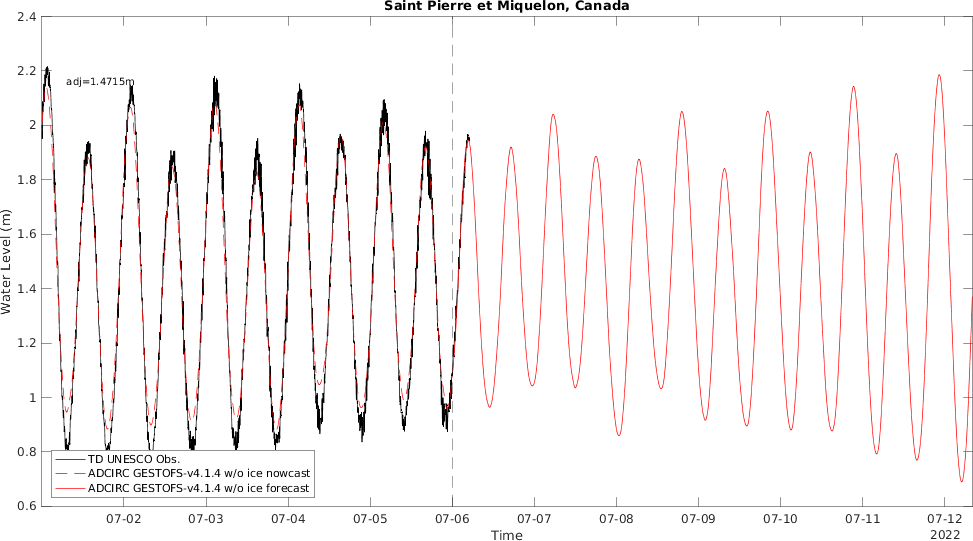 Saint Pierre et Miquelon, Canada
2.4
2.2
2
1.8
1.6
1.4
1.2
1
0.8
0.6
Water Level (m)
adj=1.4715m
TD UNESCO Obs.
ADCIRC GESTOFS-v4.1.4 w/o ice nowcast
ADCIRC GESTOFS-v4.1.4 w/o ice forecast
07-02 07-03 07-04 07-05 07-06 07-07 07-08 07-09 07-10 07-11 07-12
2022
Time